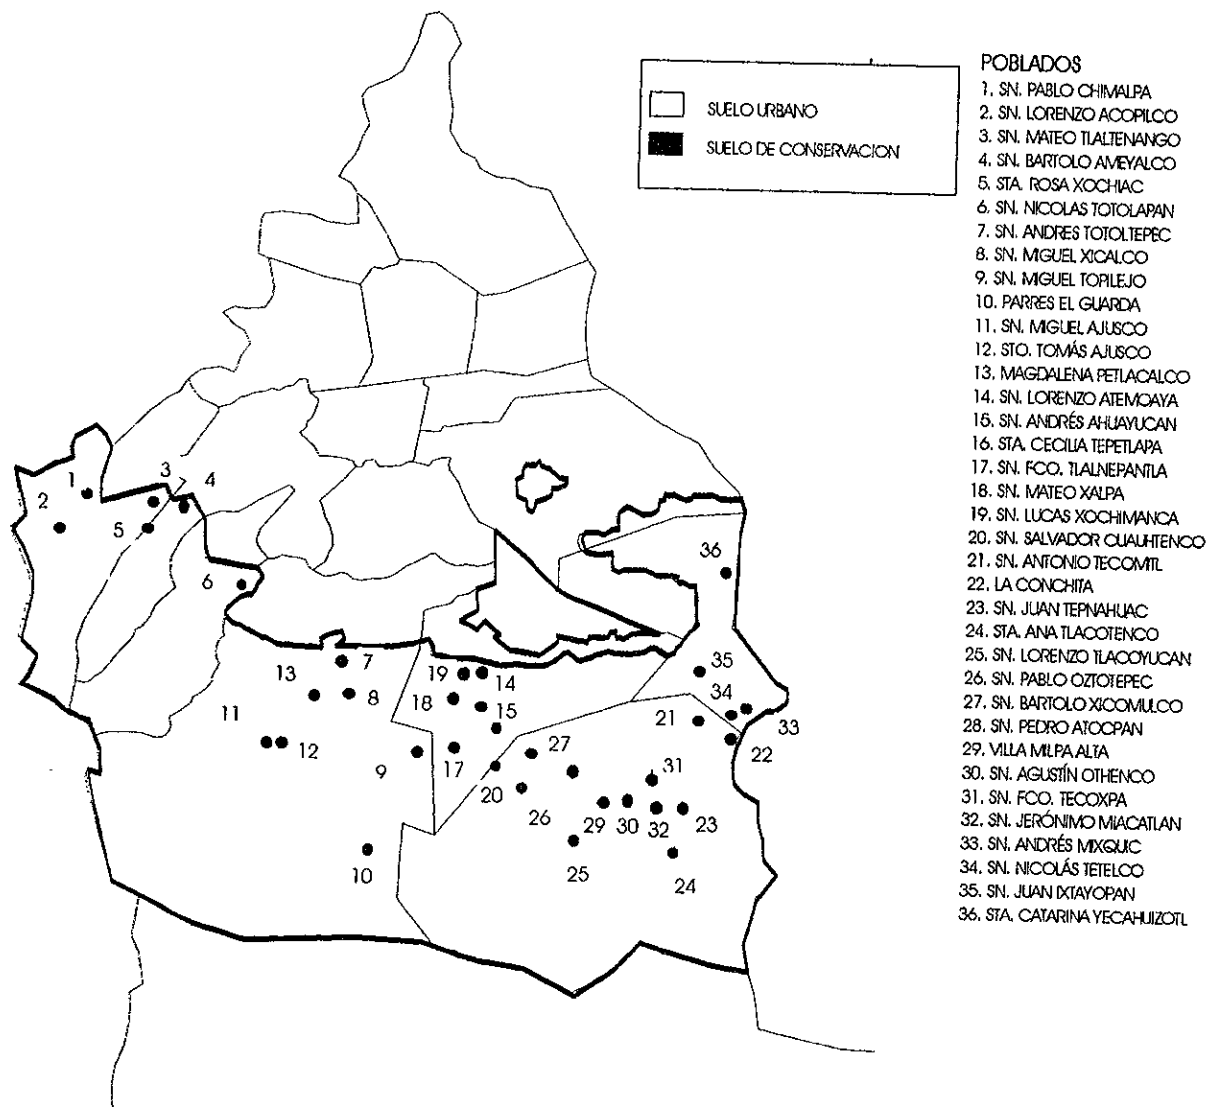 SUELO URBANO
SUELO DE CONSERVACION
POBLADOS
1. SN. PABLO CHIMALPA
2. SN. LORENZO ACOPILCO
3. SN. MATEO TLALTENANGO
4. SN. BARTOLO AMEYALCO
5. STA. ROSA XOCHIAC
6. SN. NICOLAS TOTOLAPAN
7. SN. ANDRES TOTOLTEPEC
8. SN. MIGUEL XICALCO
9. SN. MIGUEL TOPILEJO
10. PARRES EL GUARDA
11. SN. MIGUEL AJUSCO
12. STO. TOMÁS AJUSCO
13. MAGDALENA PETLACALCO
14. SN. LORENZO ATEMOAYA
15. SN. ANDRÉS AHUAYUCAN
16. STA. CECILIA TEPETLAPA
17. SN. FCO. TLALNEPANTLA
18. SN. MATEO XALPA
19. SN. LUCAS XOCHIMANCA
20. SN. SALVADOR CUAUHTENCO
21. SN. ANTONIO TECOMITL
22. LA CONCHITA
23. SN. JUAN TEPNAHUAC
24. STA. ANA TLACOTENCO
25. SN. LORENZO TLACOYUCAN
26. SN. PABLO OZTOTEPEC
27. SN. BARTOLO XICOMULCO
28. SN. PEDRO ATOCPAN
29. VILLA MILPA ALTA
30. SN. AGUSTÍN OTHENCO
31. SN. FCO. TECOXPA
32. SN. JERÓNIMO MIACATLAN
33. SN. ANDRÉS MIXQUIC
34. SN. NICOLÁS TETELCO
35. SN. JUAN IXTAYOPAN
36. STA. CATARINA YECAHUIZOTL
1
3
4
2
5
36
6
13
7
19
14
35
8
18
34
11
15
21
33
12
9
17
27
22
20
31
26
29
30
32
23
10
25
24